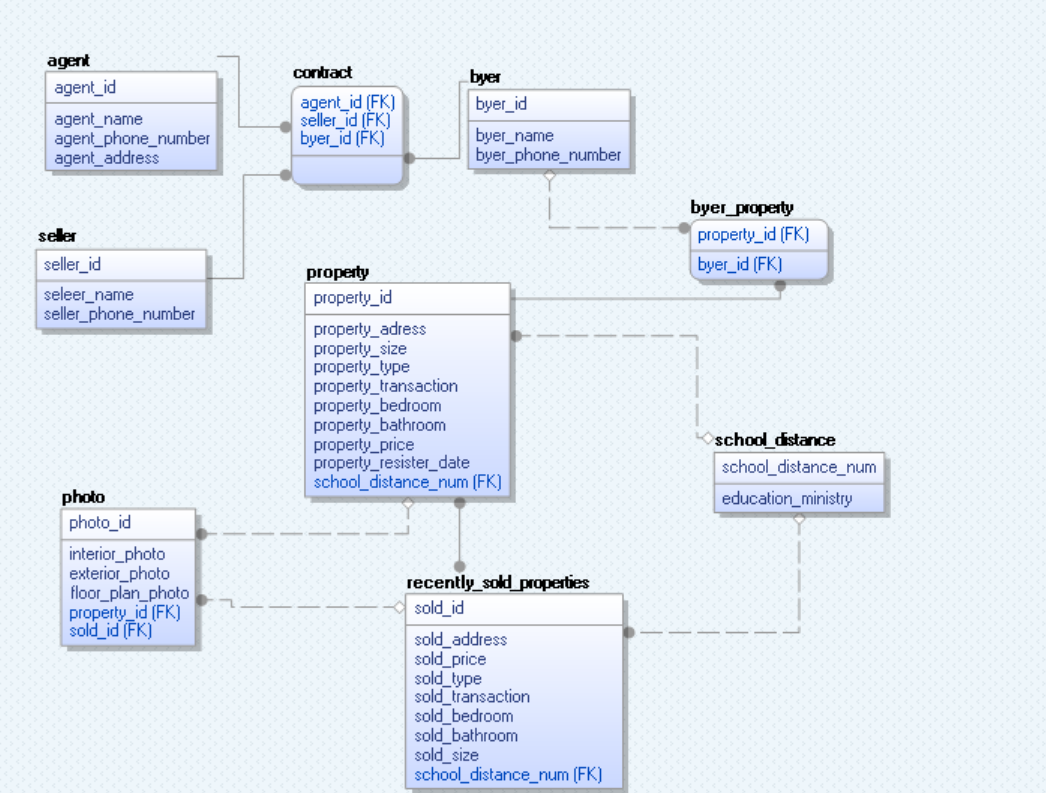 agent
agent_id
agent_name
agent_phone_number
agent_address
contract
agent_id (FK)
seller_id (FK)
byer_id (FK)
byer
byer_id
byer_name
byer_phone_number
byer_property
property_id (FK)
byer_id (FK)
seller
seller_id
seleer_name
seller_phone_number
property
property_id
property_adress
property_size
property_type
property_transaction
property_bedroom
property_bathroom
property_price
property_resister_date
school_distance_num (FK)
school_distance
school_distance_num
education_ministry
photo
photo_id
interior_photo
exterior_photo
floor_plan_photo
property_id (FK)
sold_id (FK)
recently_sold_properties
sold_id
sold_address
sold_price
sold_type
sold_transaction
sold_bedroom
sold_bathroom
sold_size
school_distance_num (FK)